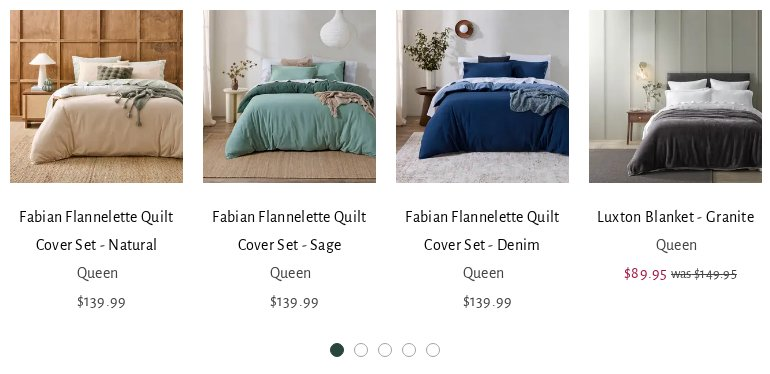 Fabian Flannelette Quilt
Cover Set - Natural
Queen
$139.99
Fabian Flannelette Quilt
Cover Set - Sage
Queen
$139.99
Fabian Flannelette Quilt
Cover Set - Denim
Queen
$139.99
Luxton Blanket - Granite
Queen
$89.95 was $149.95